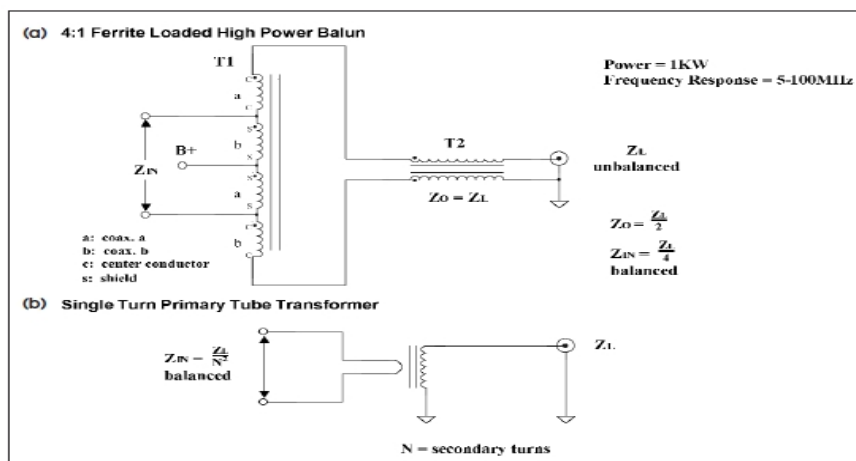 (a) 4:1 Ferrite Loaded High Power Balun
T1
Power = 1KW
Frequency Response = 5-100MHz
c
a
c
s
b
s
B+
ZIN
s
a
s
c
b
c
T2
ZO = ZL
ZL
unbalanced
ZO = ZL/2
ZIN = ZL/4
balanced
a: coax. a
b: coax. b
c: center conductor
s: shield
(b) Single Turn Primary Tube Transformer
ZIN = ZL/N²
balanced
ZL
N = secondary turns